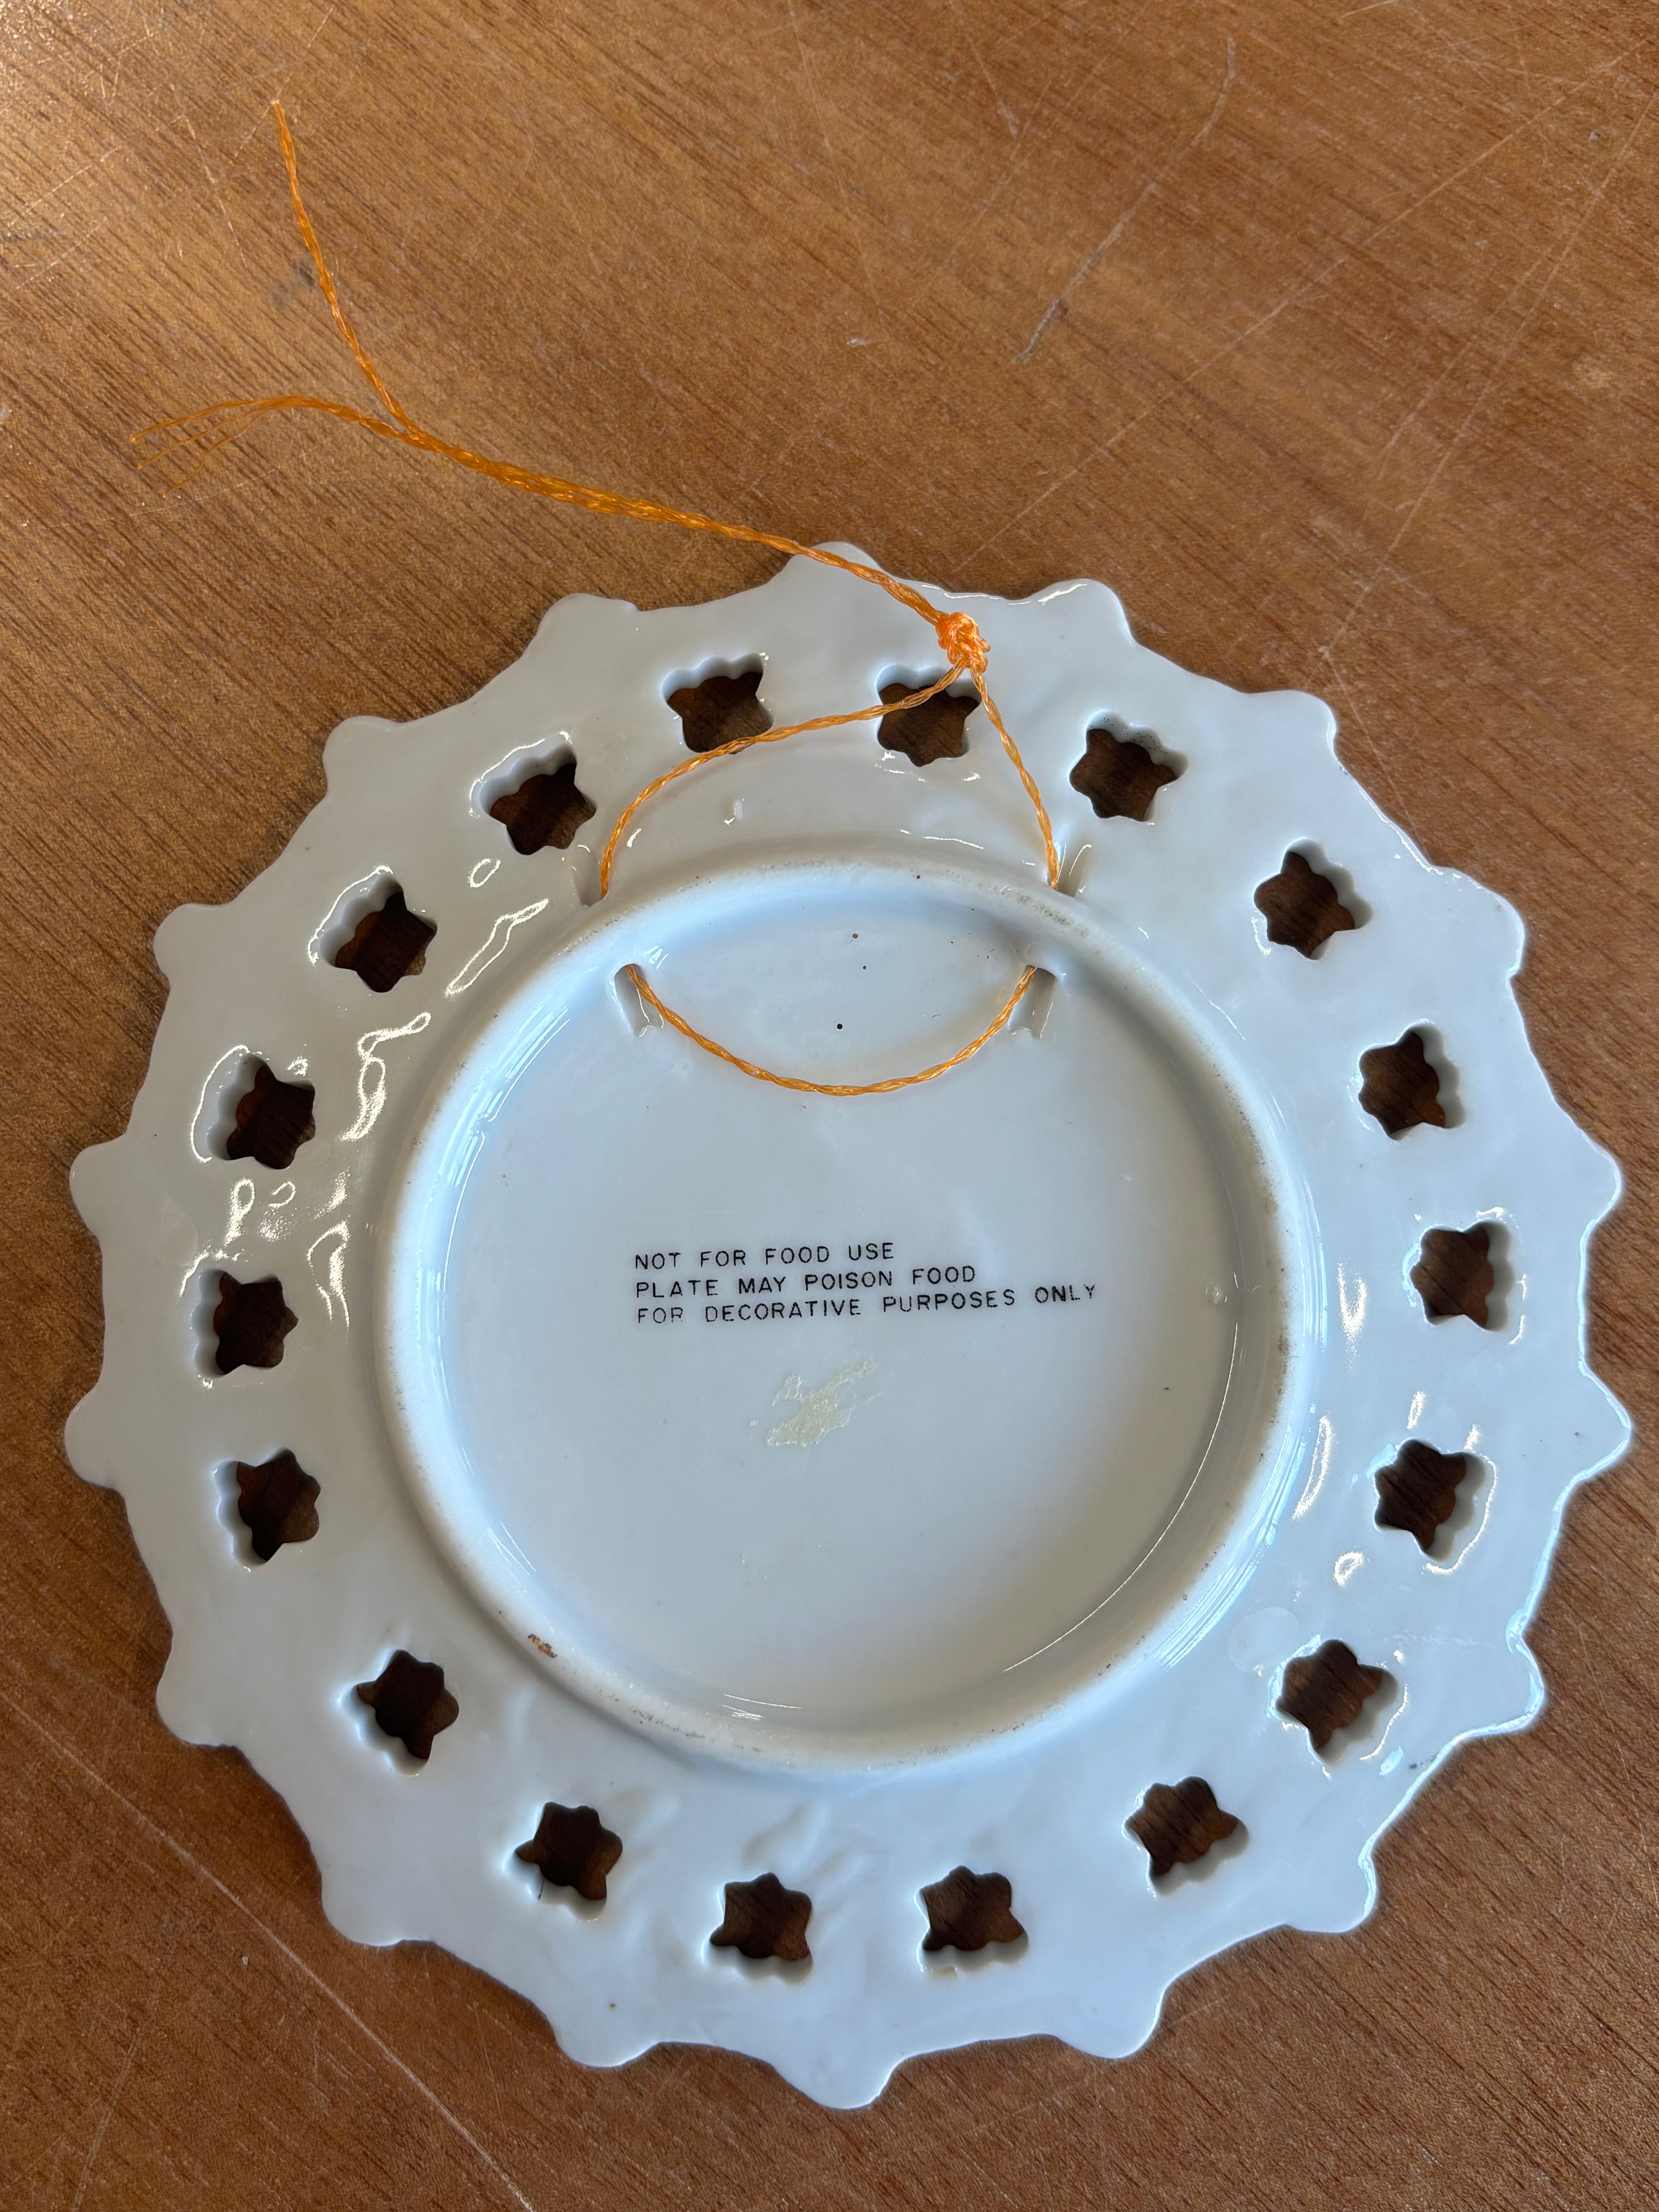 NOT FOR FOOD USE
PLATE MAY POISON FOOD
FOR DECORATIVE PURPOSES ONLY